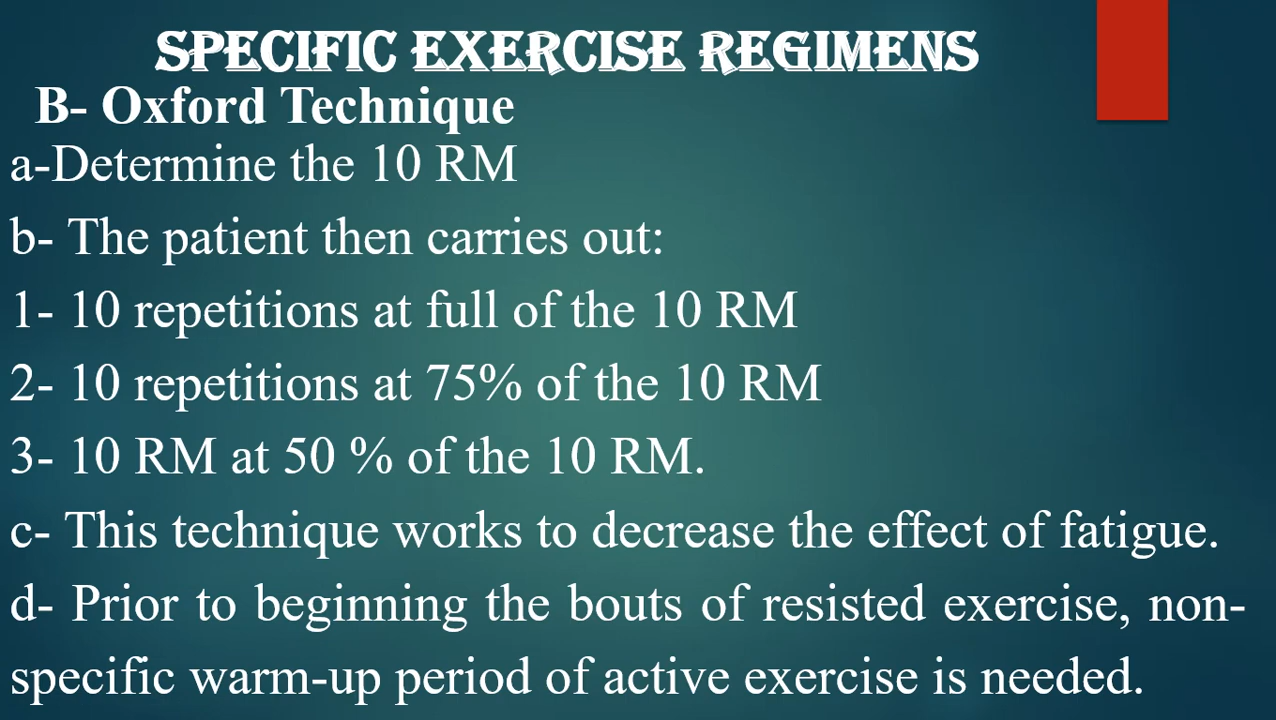 SPECIFIC EXERCISE REGIMENS
B- Oxford Technique
a-Determine the 10 RM
b- The patient then carries out:
1- 10 repetitions at full of the 10 RM
2- 10 repetitions at 75% of the 10 RM
3- 10 RM at 50 % of the 10 RM.
c- This technique works to decrease the effect of fatigue.
d- Prior to beginning the bouts of resisted exercise, non-
specific warm-up period of active exercise is needed.